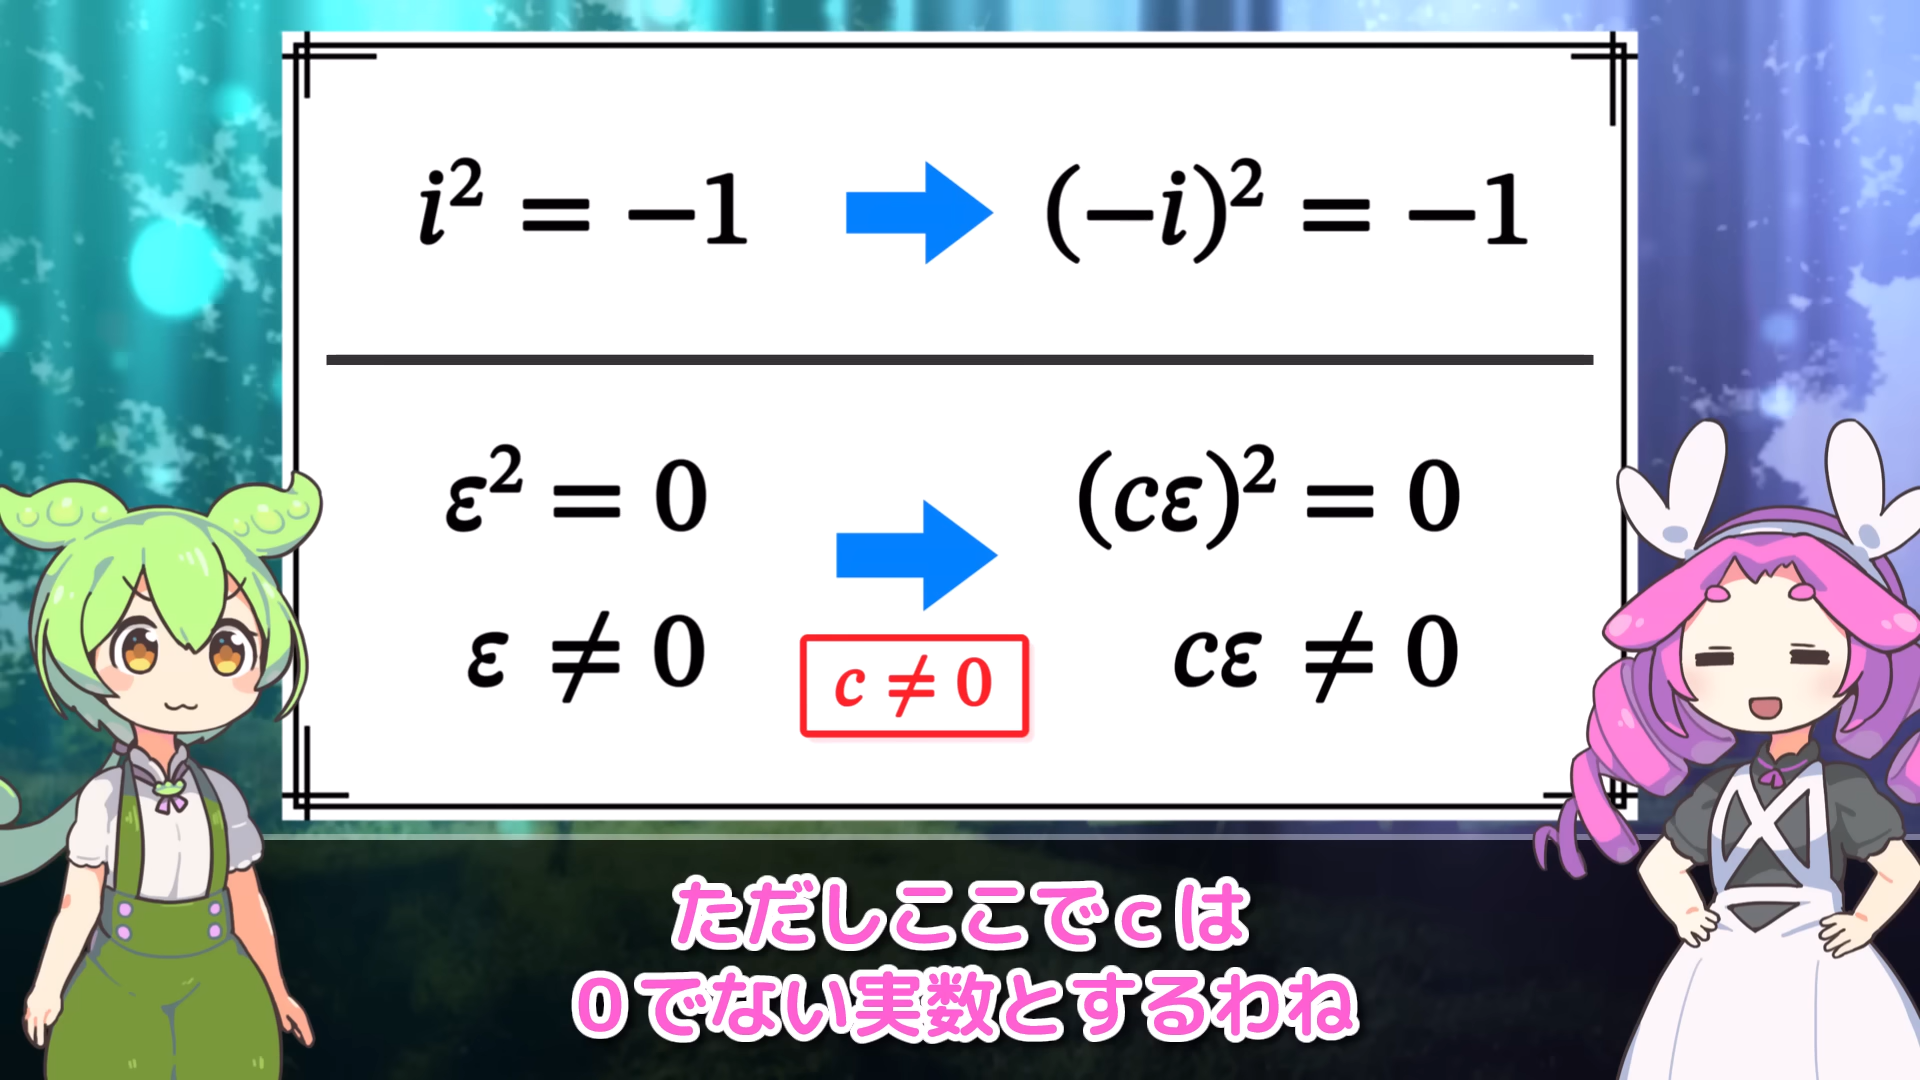 i² = −1 ➡ (−i)² = −1
ε² = 0 ➡ (cε)² = 0
ε ≠ 0 c ≠ 0 cε ≠ 0
ただしここでcは
0でない実数とするわね